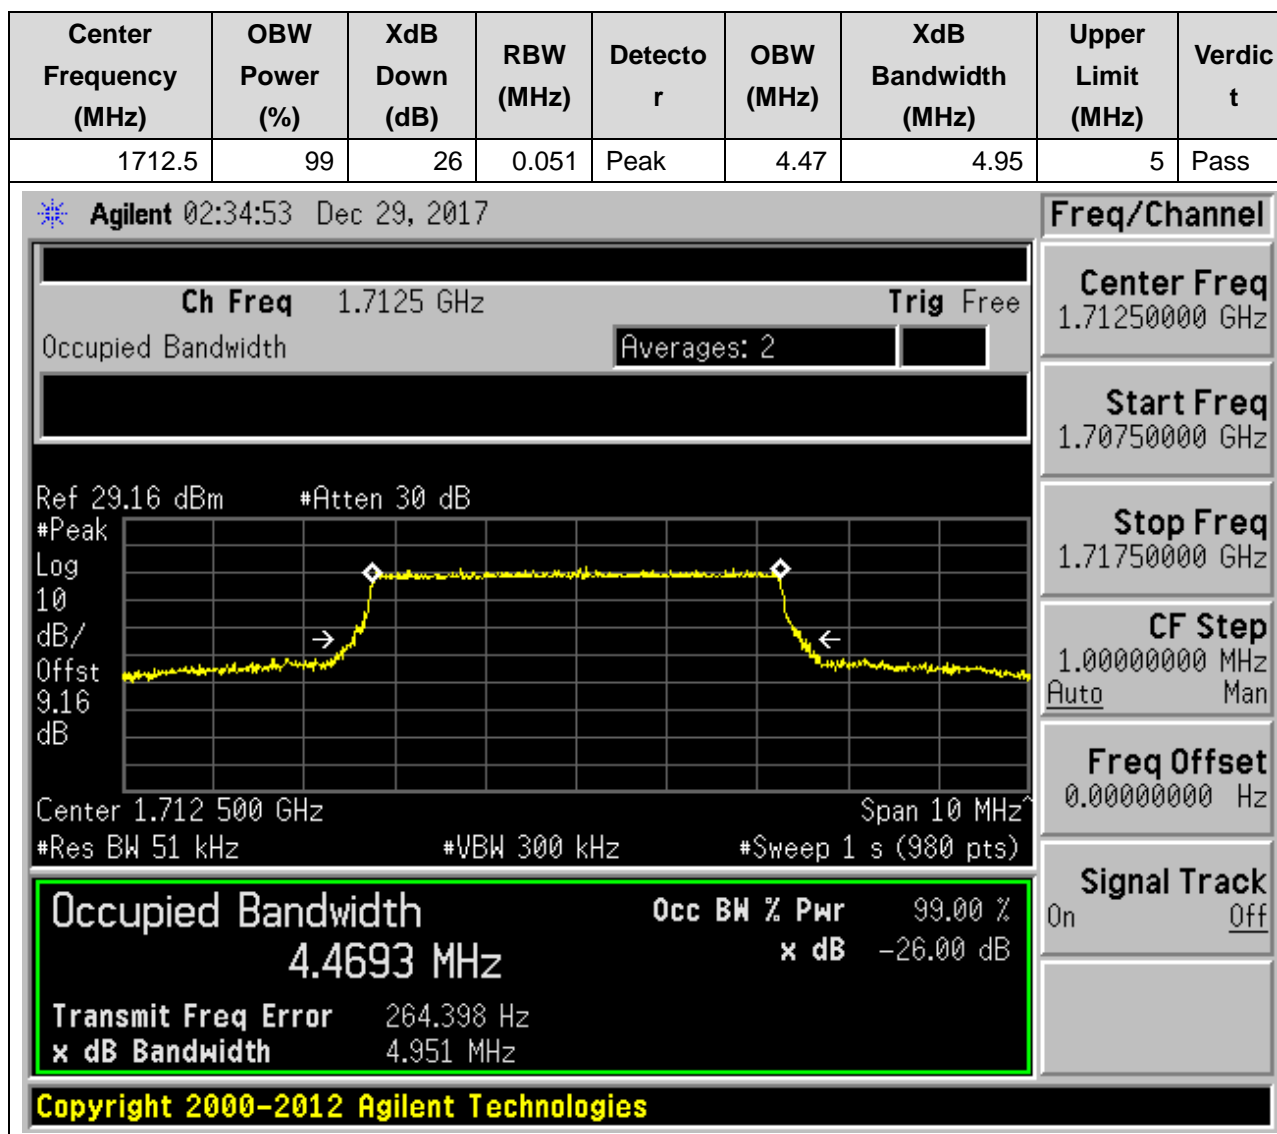 Center Frequency (MHz) OBW Power (%) XdB Down (dB) RBW (MHz) Detecto r OBW (MHz) XdB Bandwidth (MHz) Upper Limit (MHz) Verdic t
1712.5 99 26 0.051 Peak 4.47 4.95 5 Pass
Agilent 02:34:53 Dec 29, 2017
Freq/Channel
Ch Freq 1.7125 GHz Trig Free
Occupied Bandwidth Averages: 2
Center Freq
1.71250000 GHz
Start Freq
1.70750000 GHz
Stop Freq
1.71750000 GHz
CF Step
1.00000000 MHz
Auto Man
Freq Offset
0.00000000 Hz
Signal Track
On Off
Ref 29.16 dBm #Atten 30 dB
#Peak
Log
10
dB/
Offst
9.16
dB
Center 1.712 500 GHz Span 10 MHz^
#Res BW 51 kHz #VBW 300 kHz #Sweep 1 s (980 pts)
Occupied Bandwidth Occ BW % Pwr 99.00 %
4.4693 MHz x dB -26.00 dB
Transmit Freq Error 264.398 Hz
x dB Bandwidth 4.951 MHz
Copyright 2000-2012 Agilent Technologies